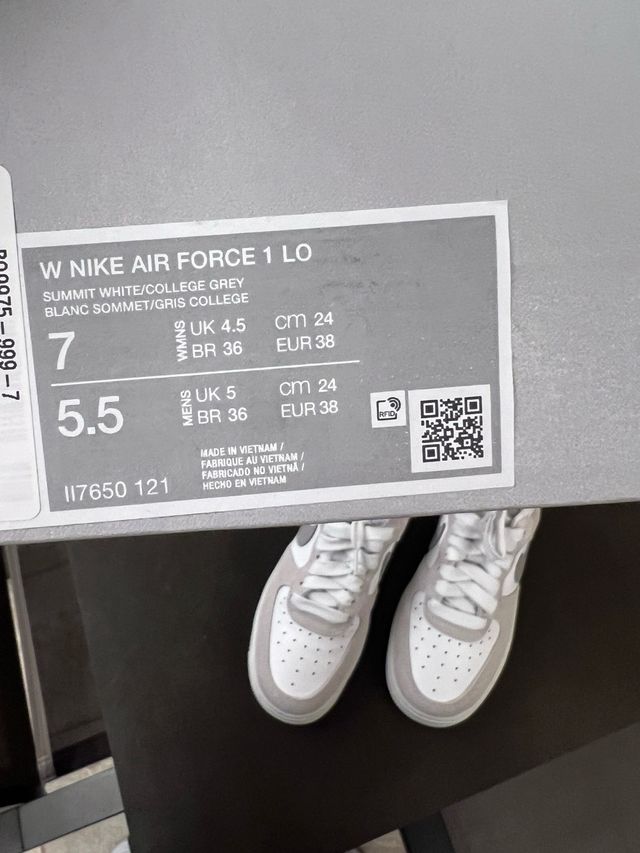 W NIKE AIR FORCE 1 LO
SUMMIT WHITE/COLLEGE GREY
BLANC SOMMET/GRIS COLLEGE
7
WMNS
UK 4.5 cm 24
BR 36 EUR 38
5.5
MENS
UK 5 cm 24
BR 36 EUR 38
RFID
MADE IN VIETNAM /
FABRIQUE AU VIETNAM /
FABRICADO NO VIETNÃ /
HECHO EN VIETNAM
II7650 121